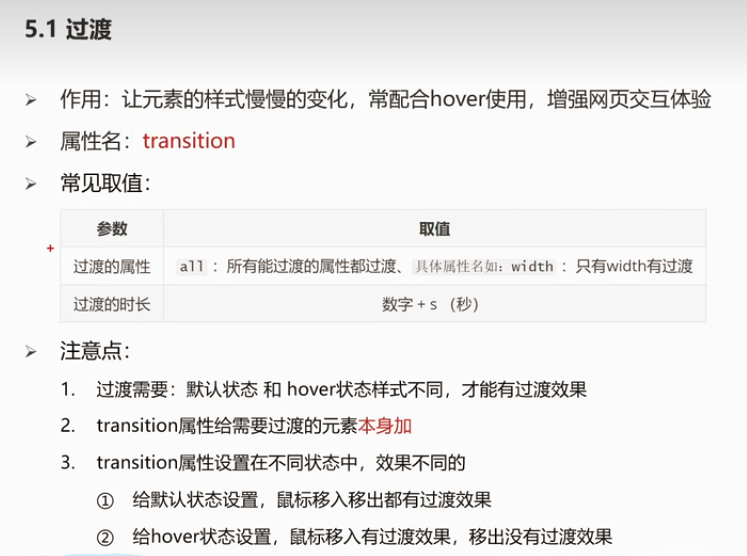 5.1 过渡
作用：让元素的样式慢慢的变化，常配合hover使用，增强网页交互体验
属性名：transition
常见取值：
参数 取值
过渡的属性 all：所有能过渡的属性都过渡、具体属性名如：width：只有width有过渡
过渡的时长 数字 + s （秒）
注意点：
1. 过渡需要：默认状态 和 hover状态样式不同，才能有过渡效果
2. transition属性给需要过渡的元素本身加
3. transition属性设置在不同状态中，效果不同的
① 给默认状态设置，鼠标移入移出都有过渡效果
② 给hover状态设置，鼠标移入有过渡效果，移出没有过渡效果